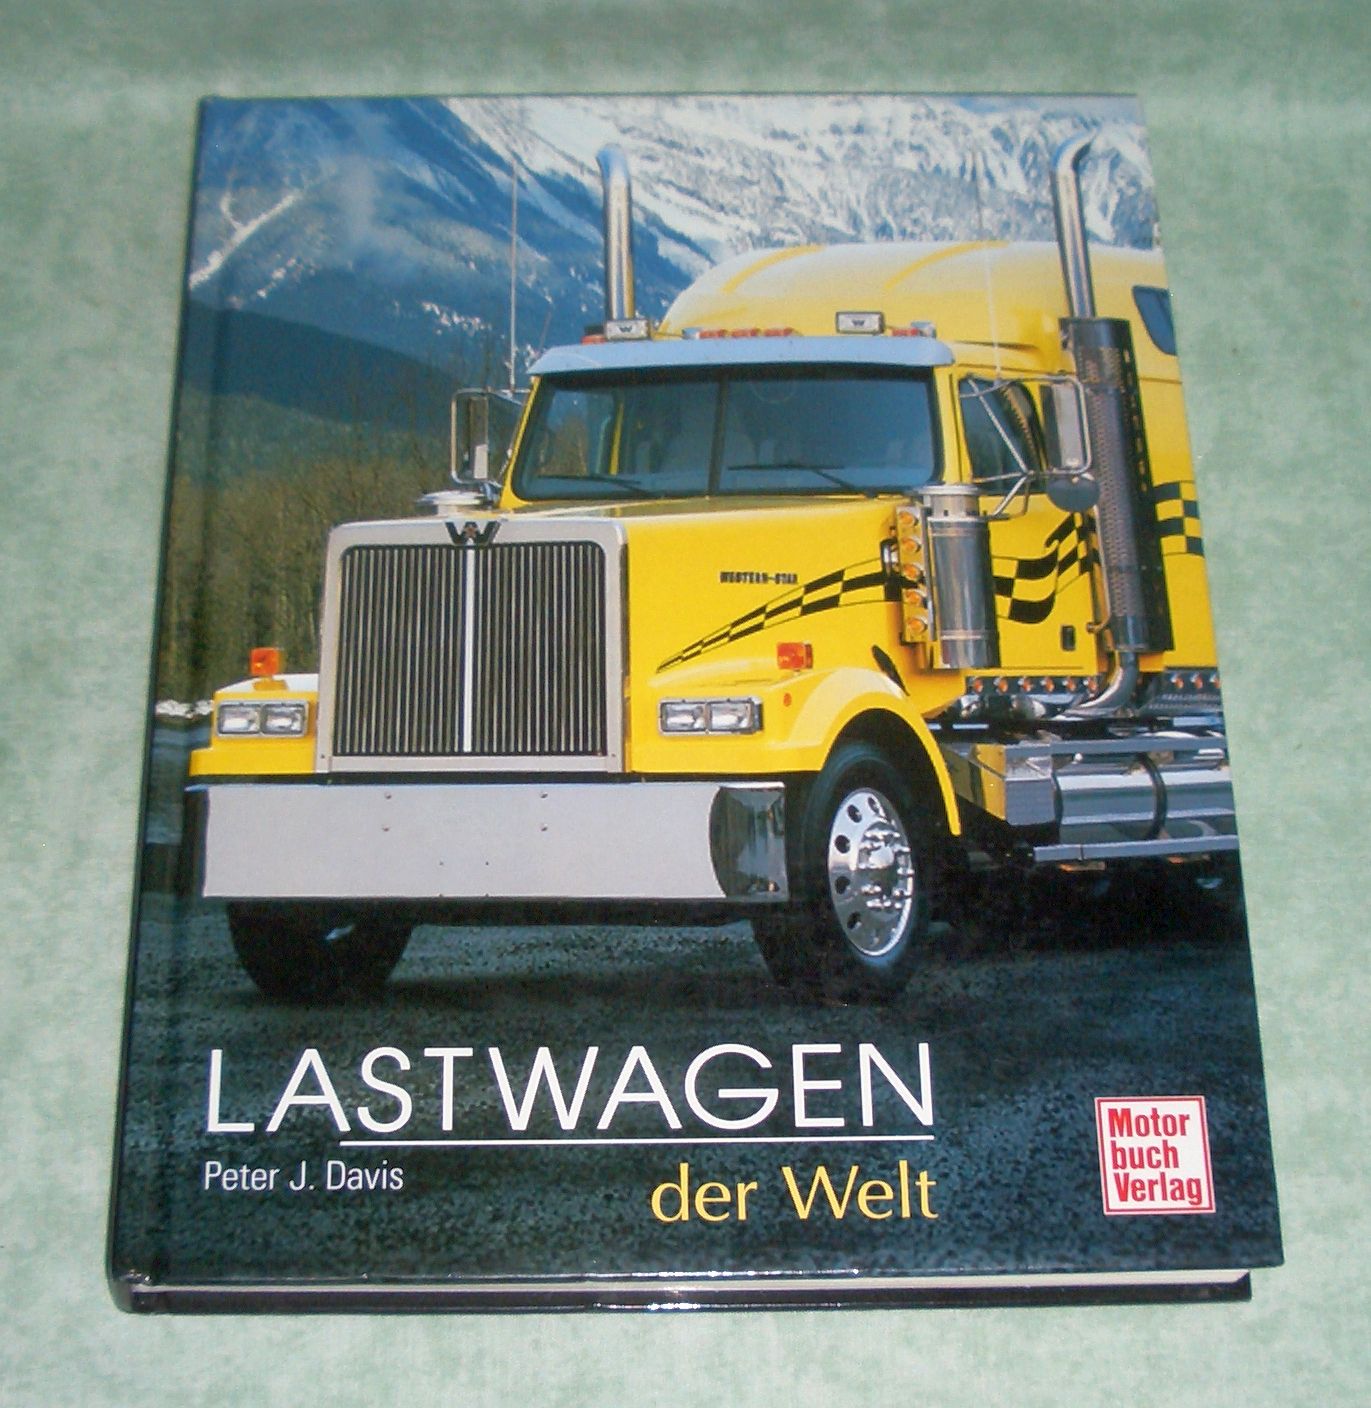 WESTERN-STAR
LASTWAGEN
Peter J. Davis
der Welt
Motor
buch
Verlag